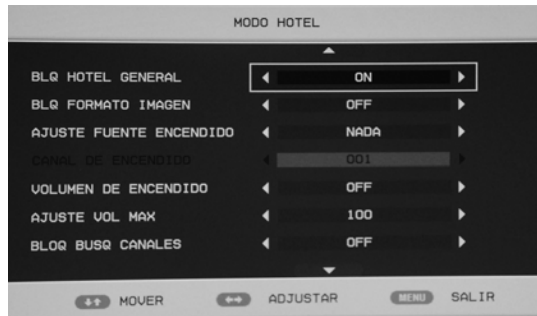 MODO HOTEL
BLQ HOTEL GENERAL ON
BLQ FORMATO IMAGEN OFF
AJUSTE FUENTE ENCENDIDO NADA
CANAL DE ENCENDIDO 001
VOLUMEN DE ENCENDIDO OFF
AJUSTE VOL MAX 100
BLOQ BUSQ CANALES OFF
MOVER ADJUSTAR MENU SALIR